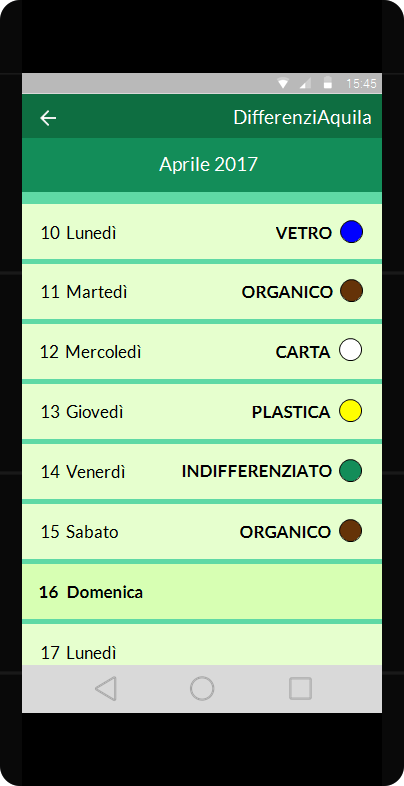 15:45
DifferenziAquila
Aprile 2017
10 Lunedì VETRO
11 Martedì ORGANICO
12 Mercoledì CARTA
13 Giovedì PLASTICA
14 Venerdì INDIFFERENZIATO
15 Sabato ORGANICO
16 Domenica
17 Lunedì